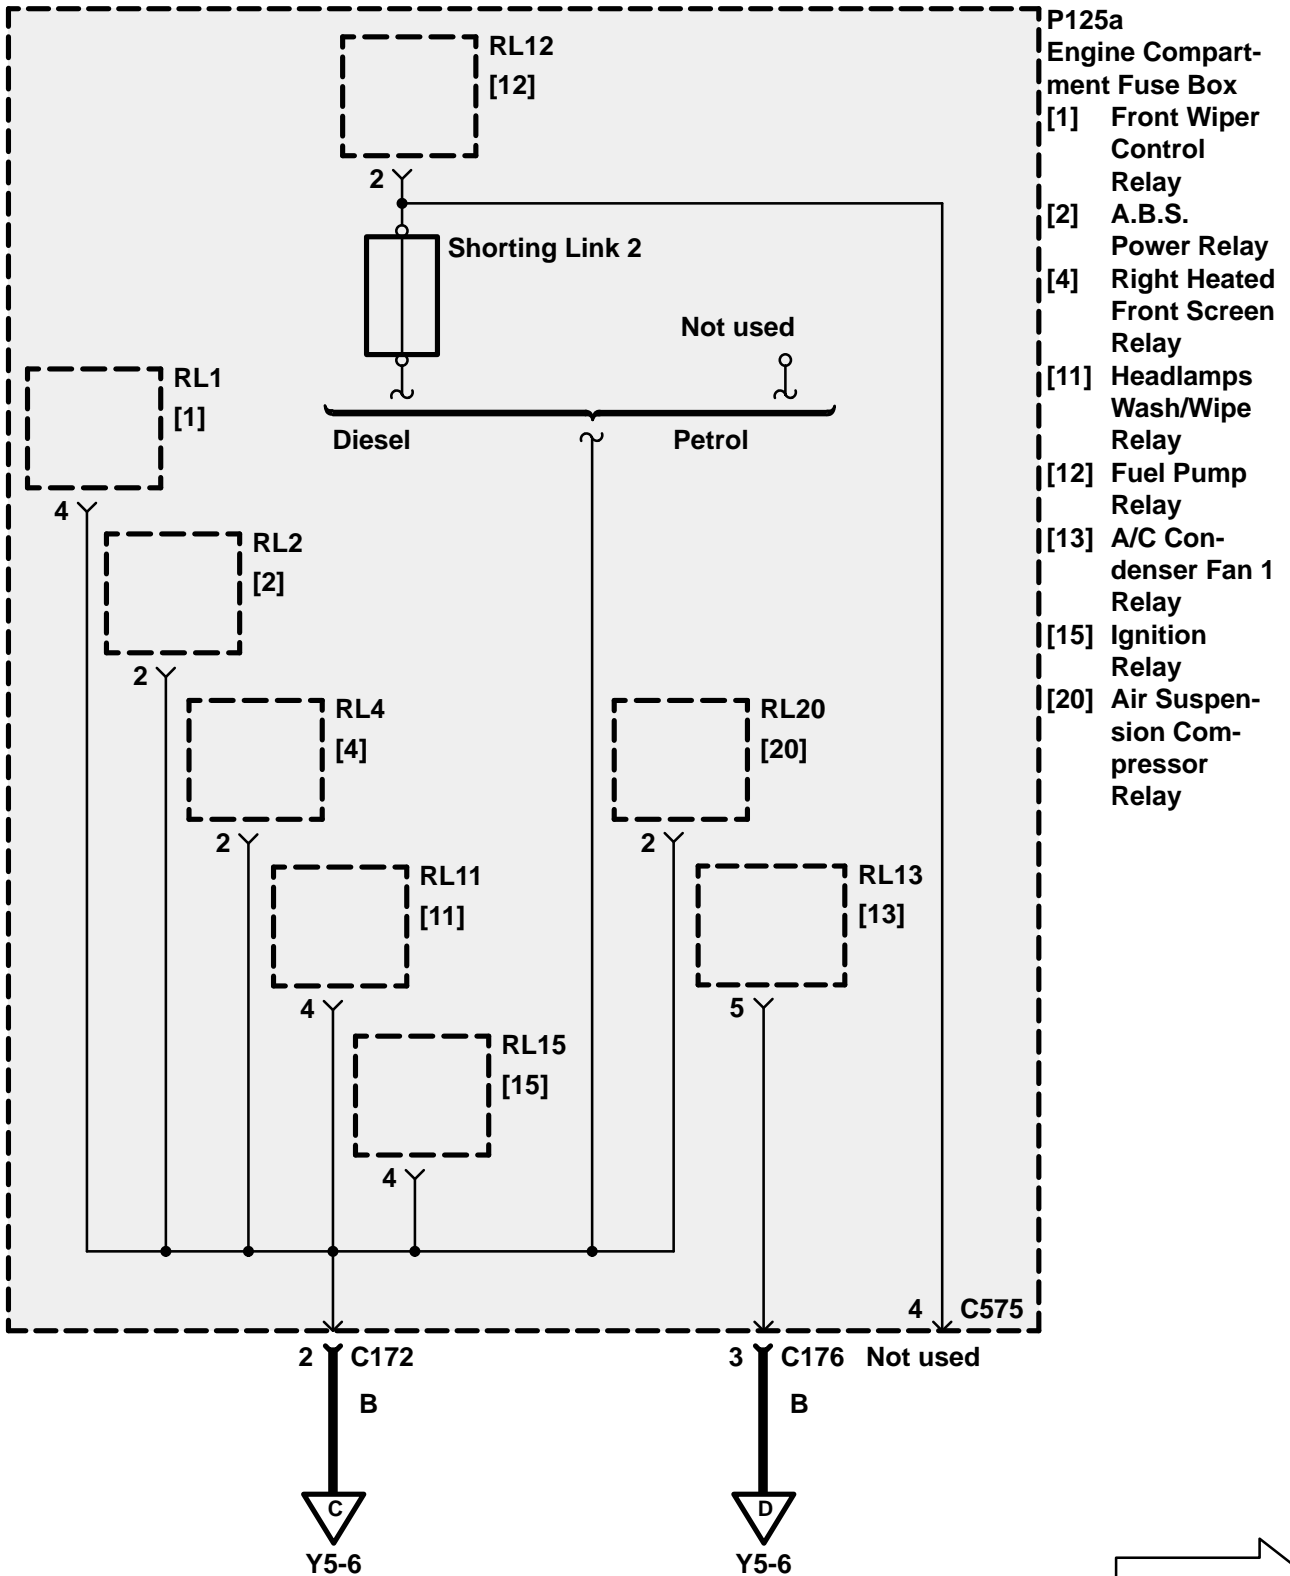 P125a
Engine Compart-
ment Fuse Box
[1] Front Wiper
Control
Relay
[2] A.B.S.
Power Relay
[4] Right Heated
Front Screen
Relay
[11] Headlamps
Wash/Wipe
Relay
[12] Fuel Pump
Relay
[13] A/C Con-
denser Fan 1
Relay
[15] Ignition
Relay
[20] Air Suspen-
sion Com-
pressor
Relay
RL12
[12]
2
Shorting Link 2
Not used
Diesel
Petrol
RL1
[1]
4
RL2
[2]
2
RL4
[4]
2
RL20
[20]
2
RL11
[11]
4
RL13
[13]
5
RL15
[15]
4
4 C575
2 C172
3 C176 Not used
B
B
C
D
Y5-6
Y5-6